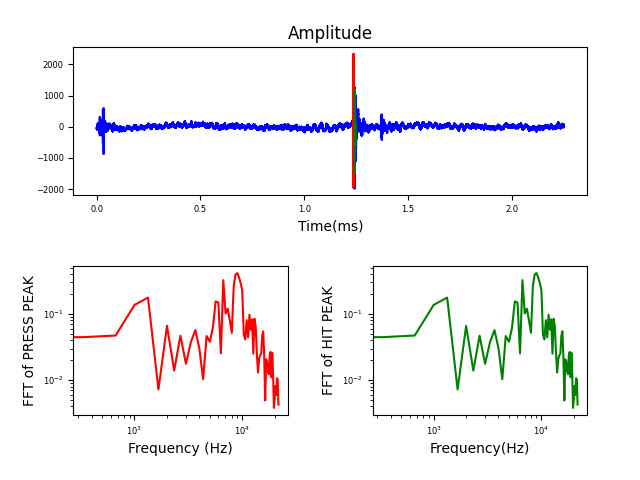 Amplitude
2000
1000
0
−1000
−2000
0.0 0.5 1.0 1.5 2.0
Time(ms)
FFT of PRESS PEAK
10⁻¹
10⁻²
10³ 10⁴
Frequency (Hz)
FFT of HIT PEAK
10⁻¹
10⁻²
10³ 10⁴
Frequency(Hz)